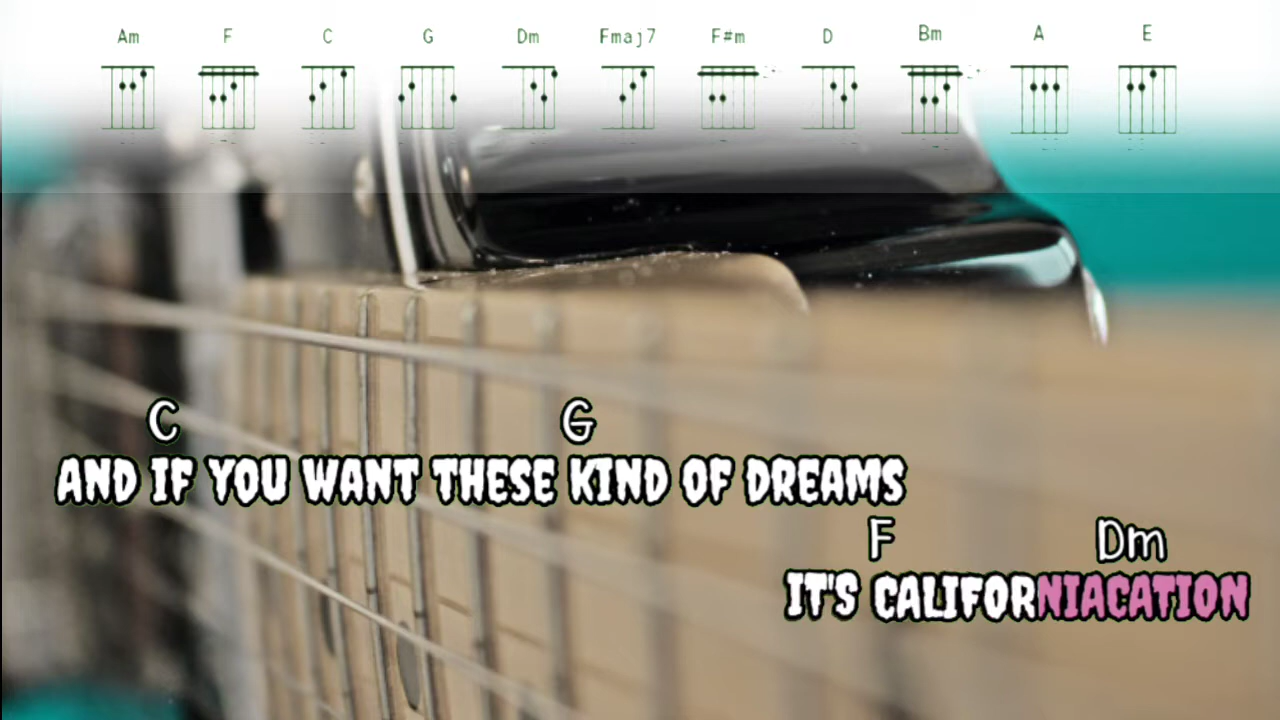 Am F C G Dm Fmaj7 F#m D Bm A E
C G
AND IF YOU WANT THESE KIND OF DREAMS
F Dm
IT'S CALIFORNIACATION